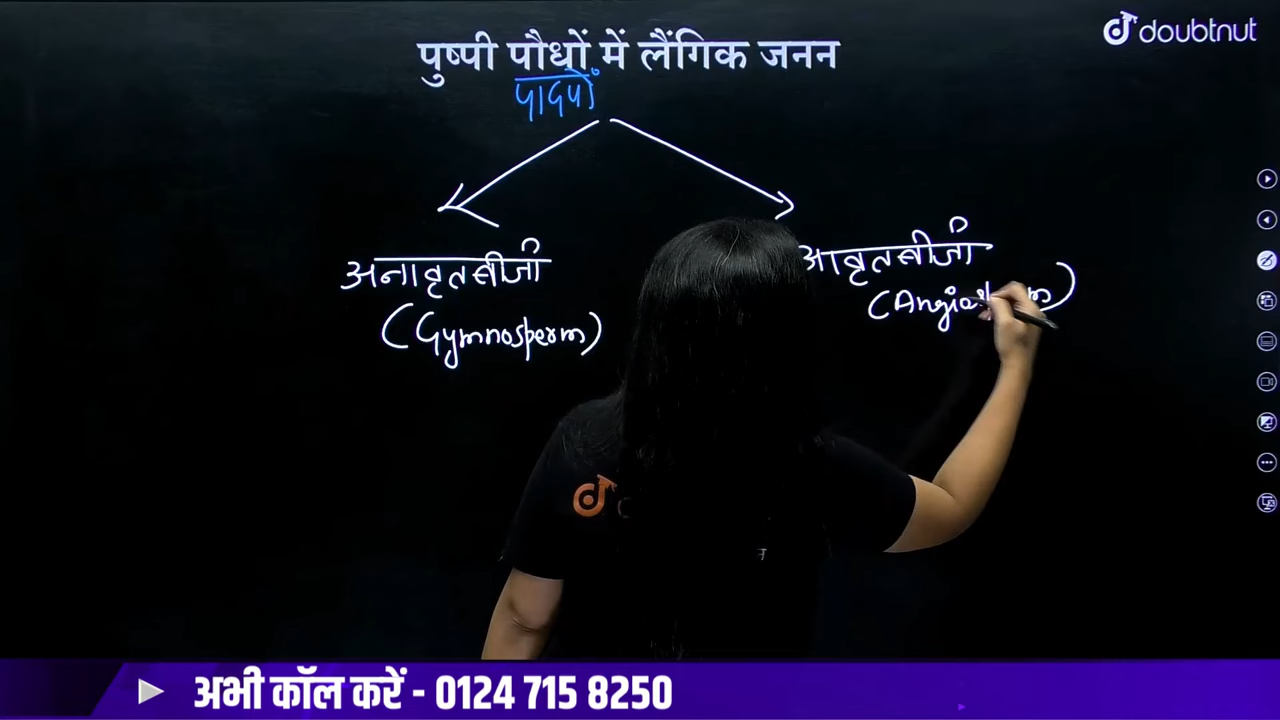 doubtnut
पुष्पी पौधों में लैंगिक जनन
पादपों
अनावृतबीजी
(Gymnosperm)
आवृतबीजी
अभी कॉल करें - 0124 715 8250